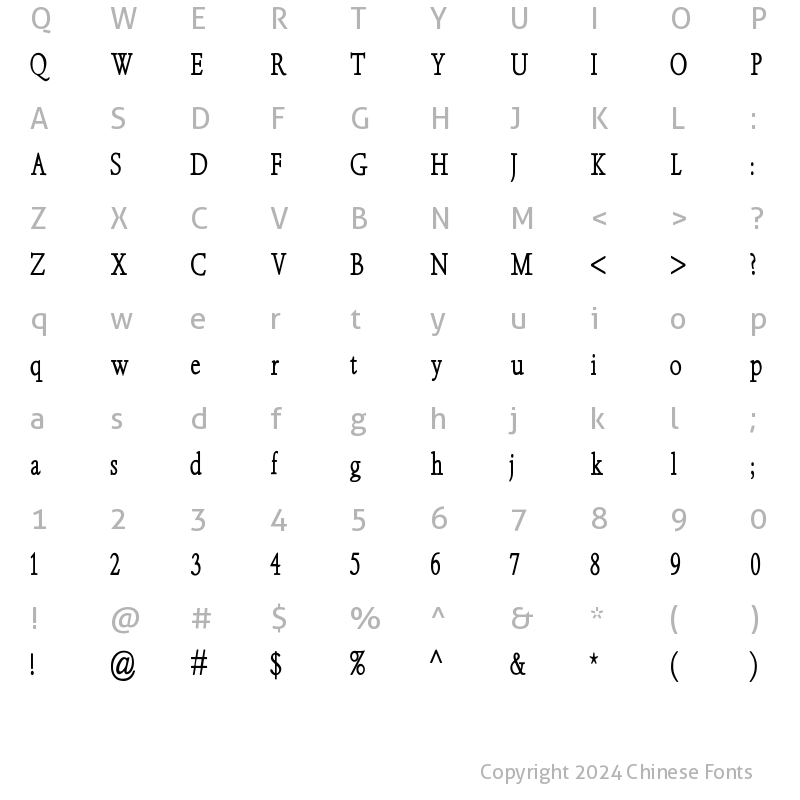 Q W E R T Y U I O P
Q W E R T Y U I O P
A S D F G H J K L :
A S D F G H J K L :
Z X C V B N M < > ?
Z X C V B N M < > ?
q w e r t y u i o p
q w e r t y u i o p
a s d f g h j k l ;
a s d f g h j k l ;
1 2 3 4 5 6 7 8 9 0
1 2 3 4 5 6 7 8 9 0
! @ # $ % ^ & * ( )
! @ # $ % ^ & * ( )
Copyright 2024 Chinese Fonts